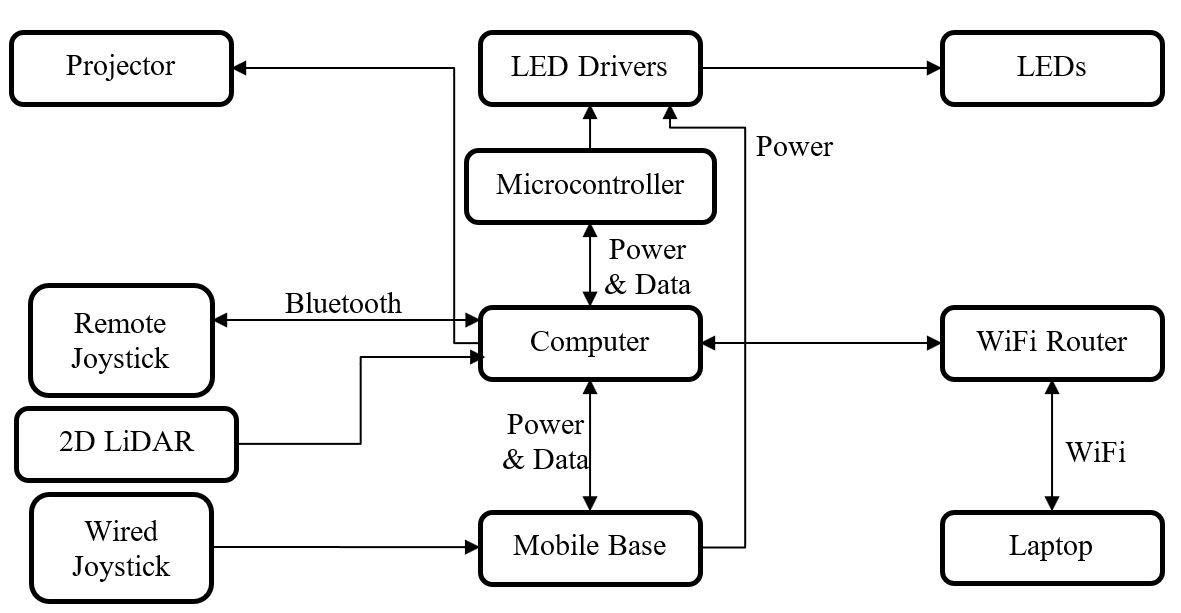 Projector
LED Drivers
LEDs
Power
Microcontroller
Power
& Data
Bluetooth
Remote
Joystick
Computer
WiFi Router
2D LiDAR
Power
& Data
WiFi
Wired
Joystick
Mobile Base
Laptop